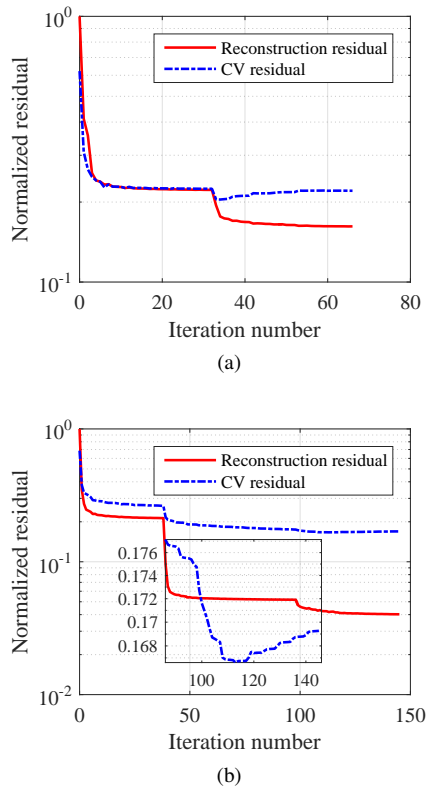 10^0
Reconstruction residual
CV residual
Normalized residual
10^-1
0 20 40 60 80
Iteration number
(a)
10^0
Reconstruction residual
CV residual
Normalized residual
10^-1
0.176
0.174
0.172
0.17
0.168
100 120 140
10^-2
0 50 100 150
Iteration number
(b)